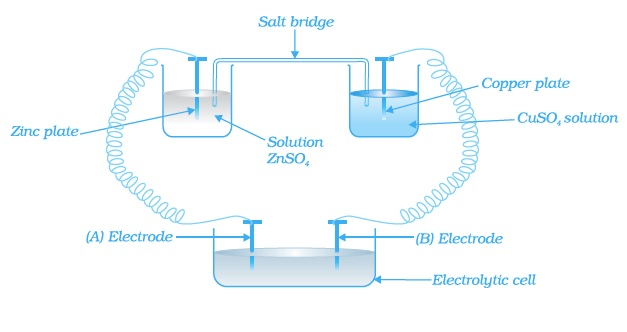 Salt bridge
Copper plate
CuSO₄ solution
Zinc plate
Solution
ZnSO₄
(A) Electrode
(B) Electrode
Electrolytic cell